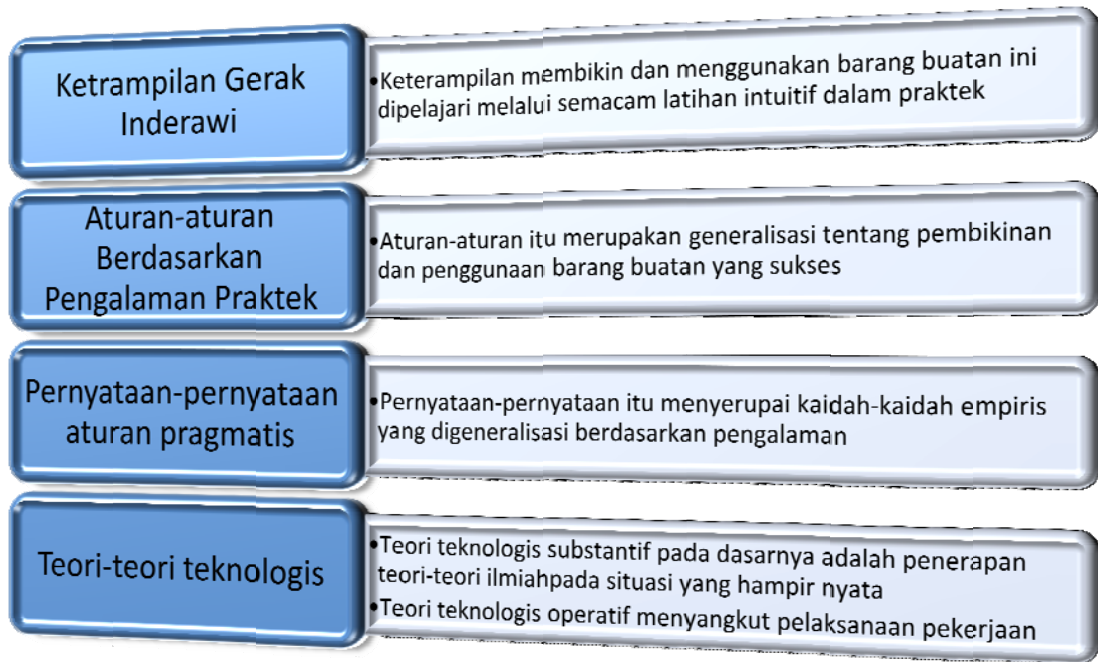 Ketrampilan Gerak
Inderawi
•Keterampilan membikin dan menggunakan barang buatan ini
dipelajari melalui semacam latihan intuitif dalam praktek
Aturan-aturan
Berdasarkan
Pengalaman Praktek
•Aturan-aturan itu merupakan generalisasi tentang pembikinan
dan penggunaan barang buatan yang sukses
Pernyataan-pernyataan
aturan pragmatis
•Pernyataan-pernyataan itu menyerupai kaidah-kaidah empiris
yang digeneralisasi berdasarkan pengalaman
Teori-teori teknologis
•Teori teknologis substantif pada dasarnya adalah penerapan
teori-teori ilmiahpada situasi yang hampir nyata
•Teori teknologis operatif menyangkut pelaksanaan pekerjaan